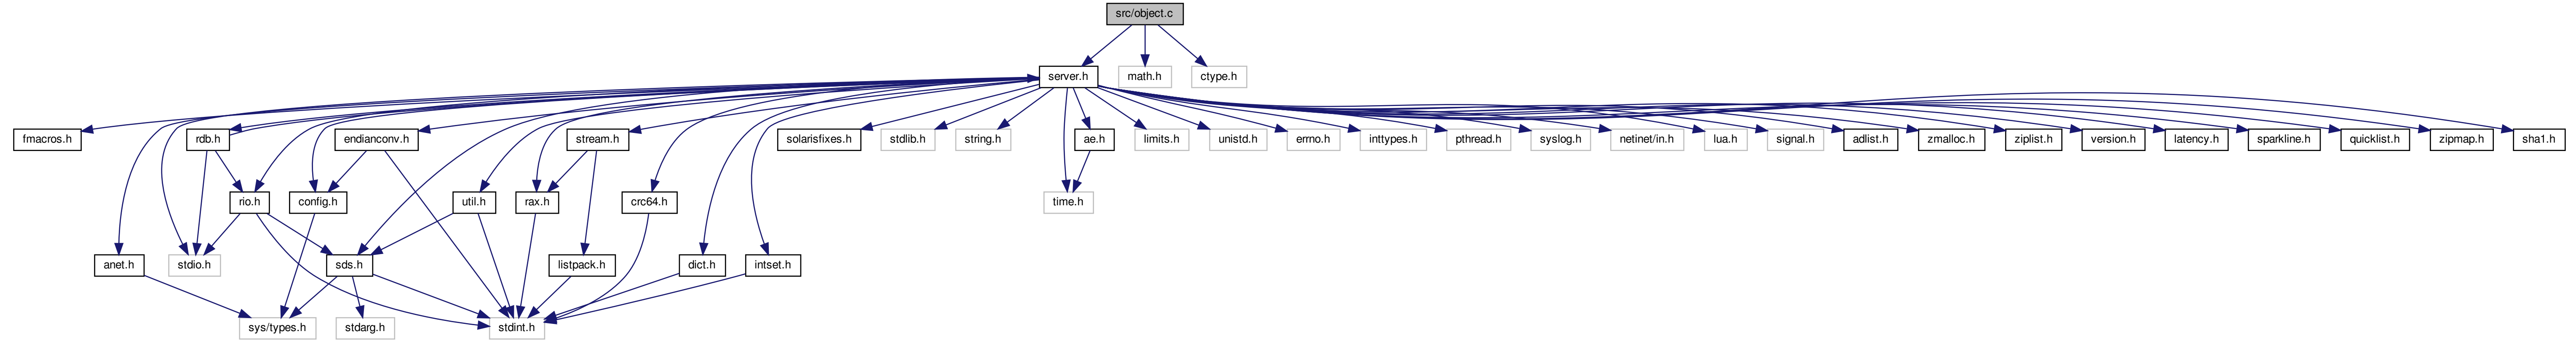 src/object.c
server.h
math.h
ctype.h
fmacros.h
rdb.h
endianconv.h
stream.h
solarisfixes.h
stdlib.h
string.h
ae.h
limits.h
unistd.h
errno.h
inttypes.h
pthread.h
syslog.h
netinet/in.h
lua.h
signal.h
adlist.h
zmalloc.h
ziplist.h
version.h
latency.h
sparkline.h
quicklist.h
zipmap.h
sha1.h
rio.h
config.h
util.h
rax.h
crc64.h
time.h
anet.h
stdio.h
sds.h
listpack.h
dict.h
intset.h
sys/types.h
stdarg.h
stdint.h